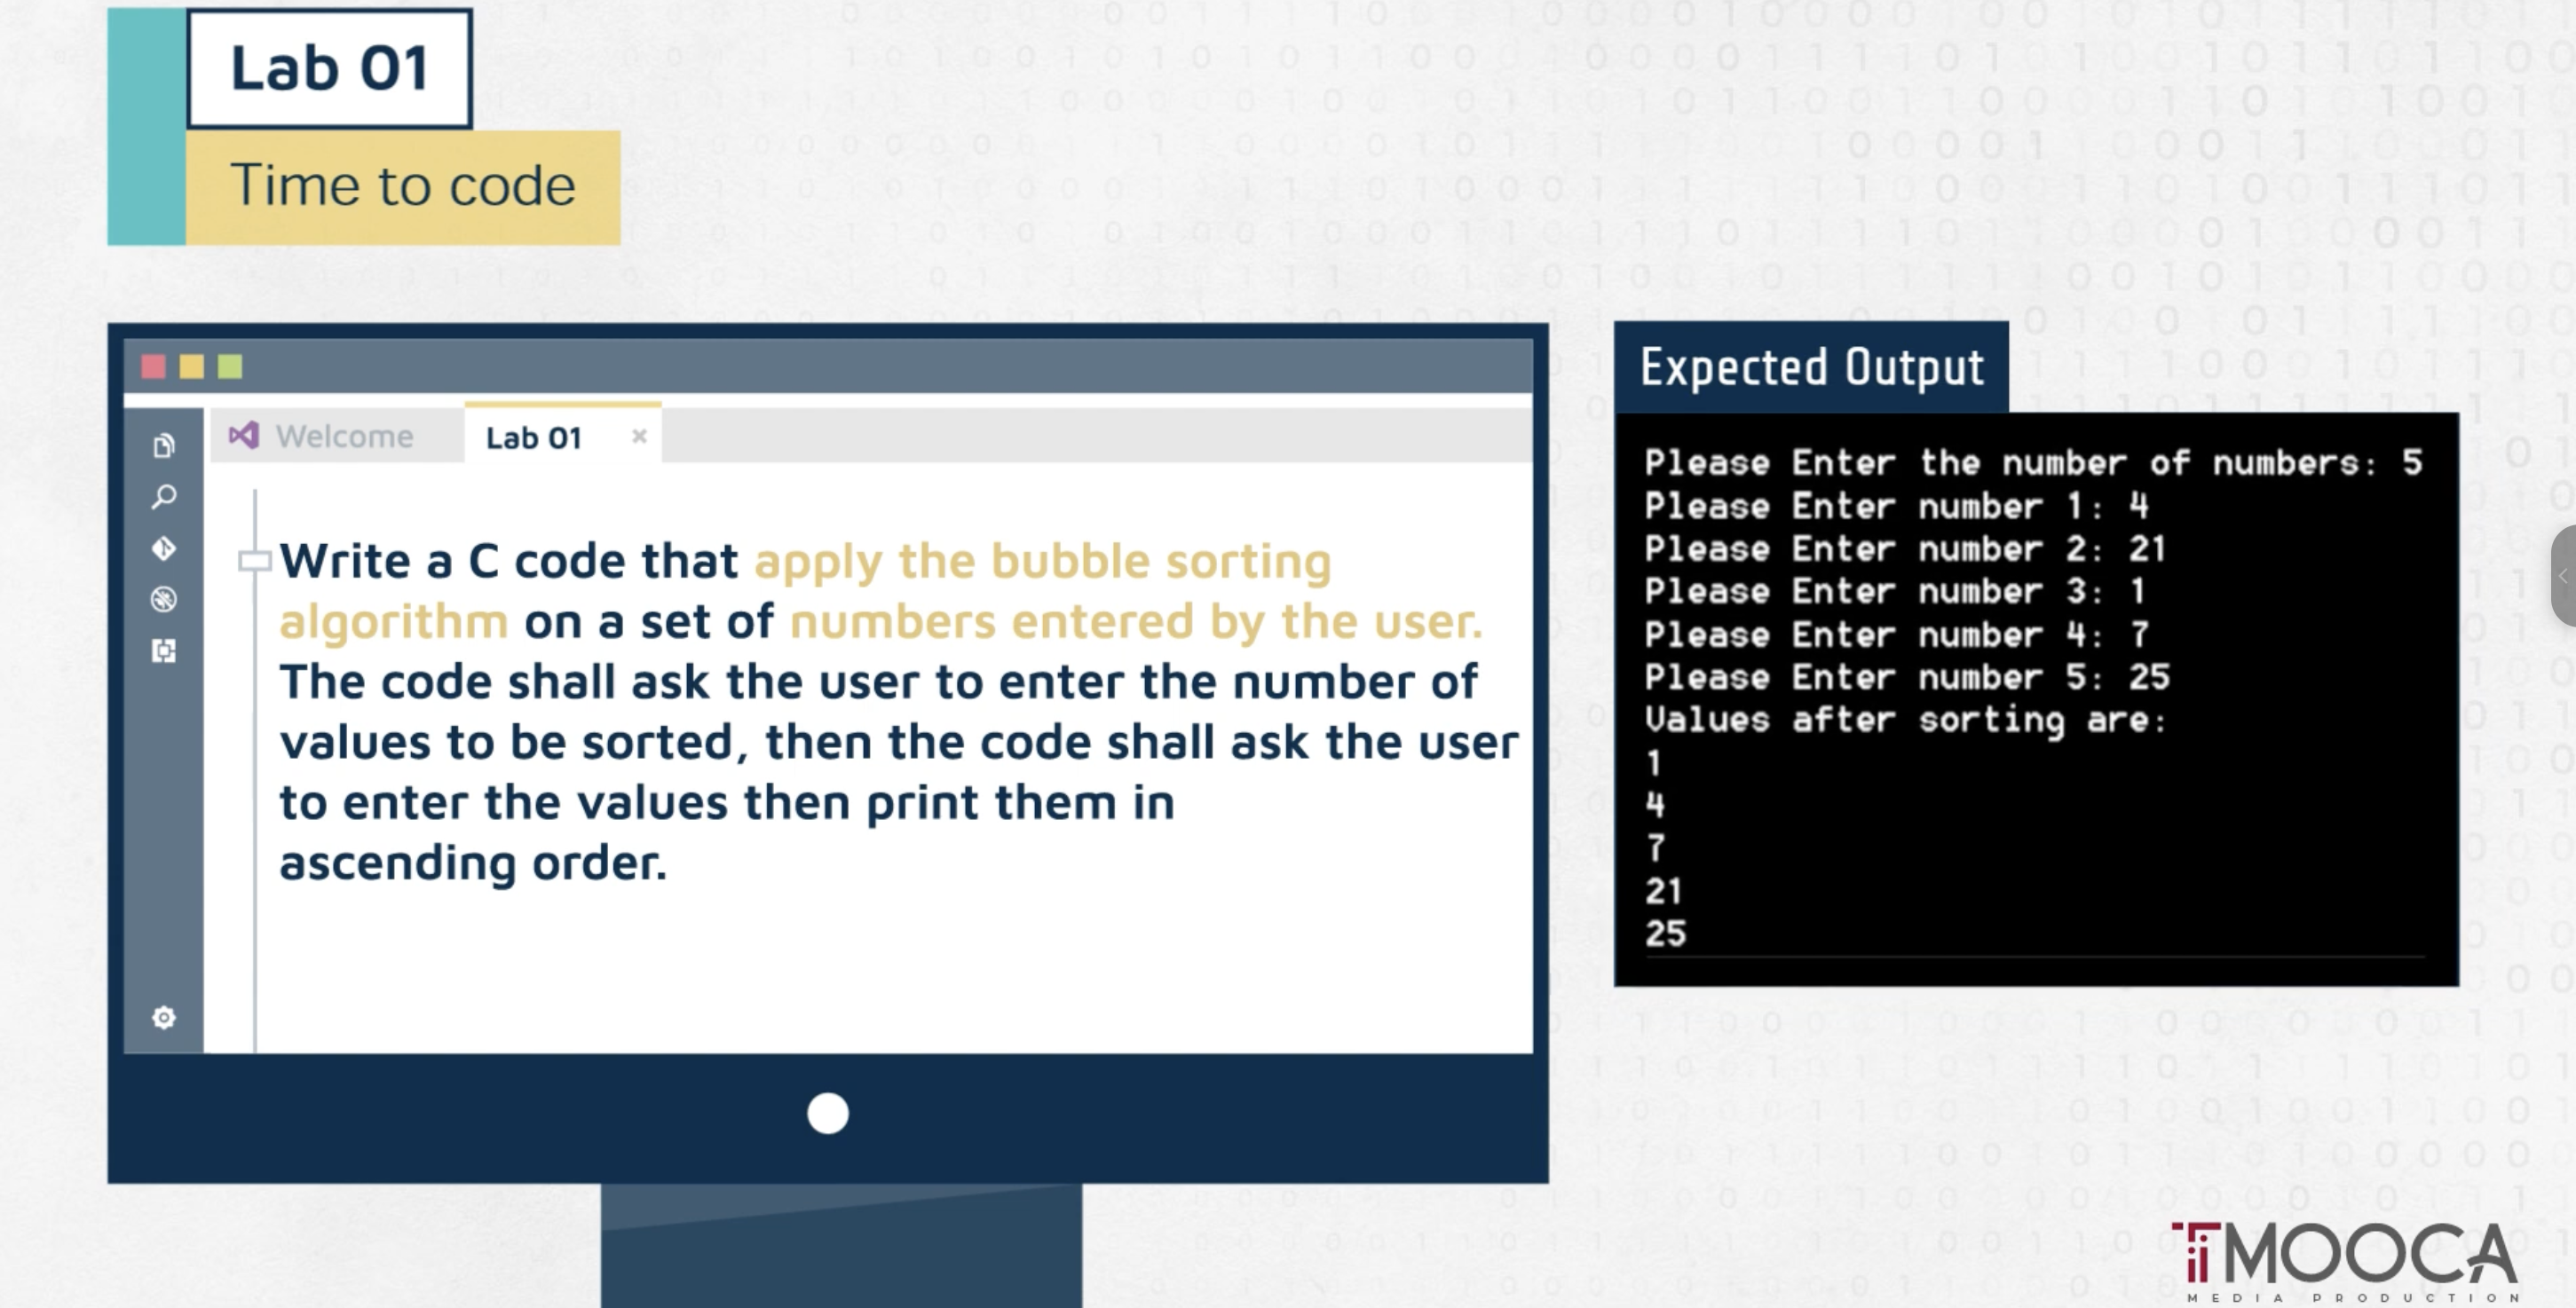 Lab 01
Time to code
Welcome
Lab 01
Write a C code that apply the bubble sorting
algorithm on a set of numbers entered by the user.
The code shall ask the user to enter the number of
values to be sorted, then the code shall ask the user
to enter the values then print them in
ascending order.
Expected Output
Please Enter the number of numbers: 5
Please Enter number 1: 4
Please Enter number 2: 21
Please Enter number 3: 1
Please Enter number 4: 7
Please Enter number 5: 25
Values after sorting are:
1
4
7
21
25
iTi MOOCA
MEDIA PRODUCTION